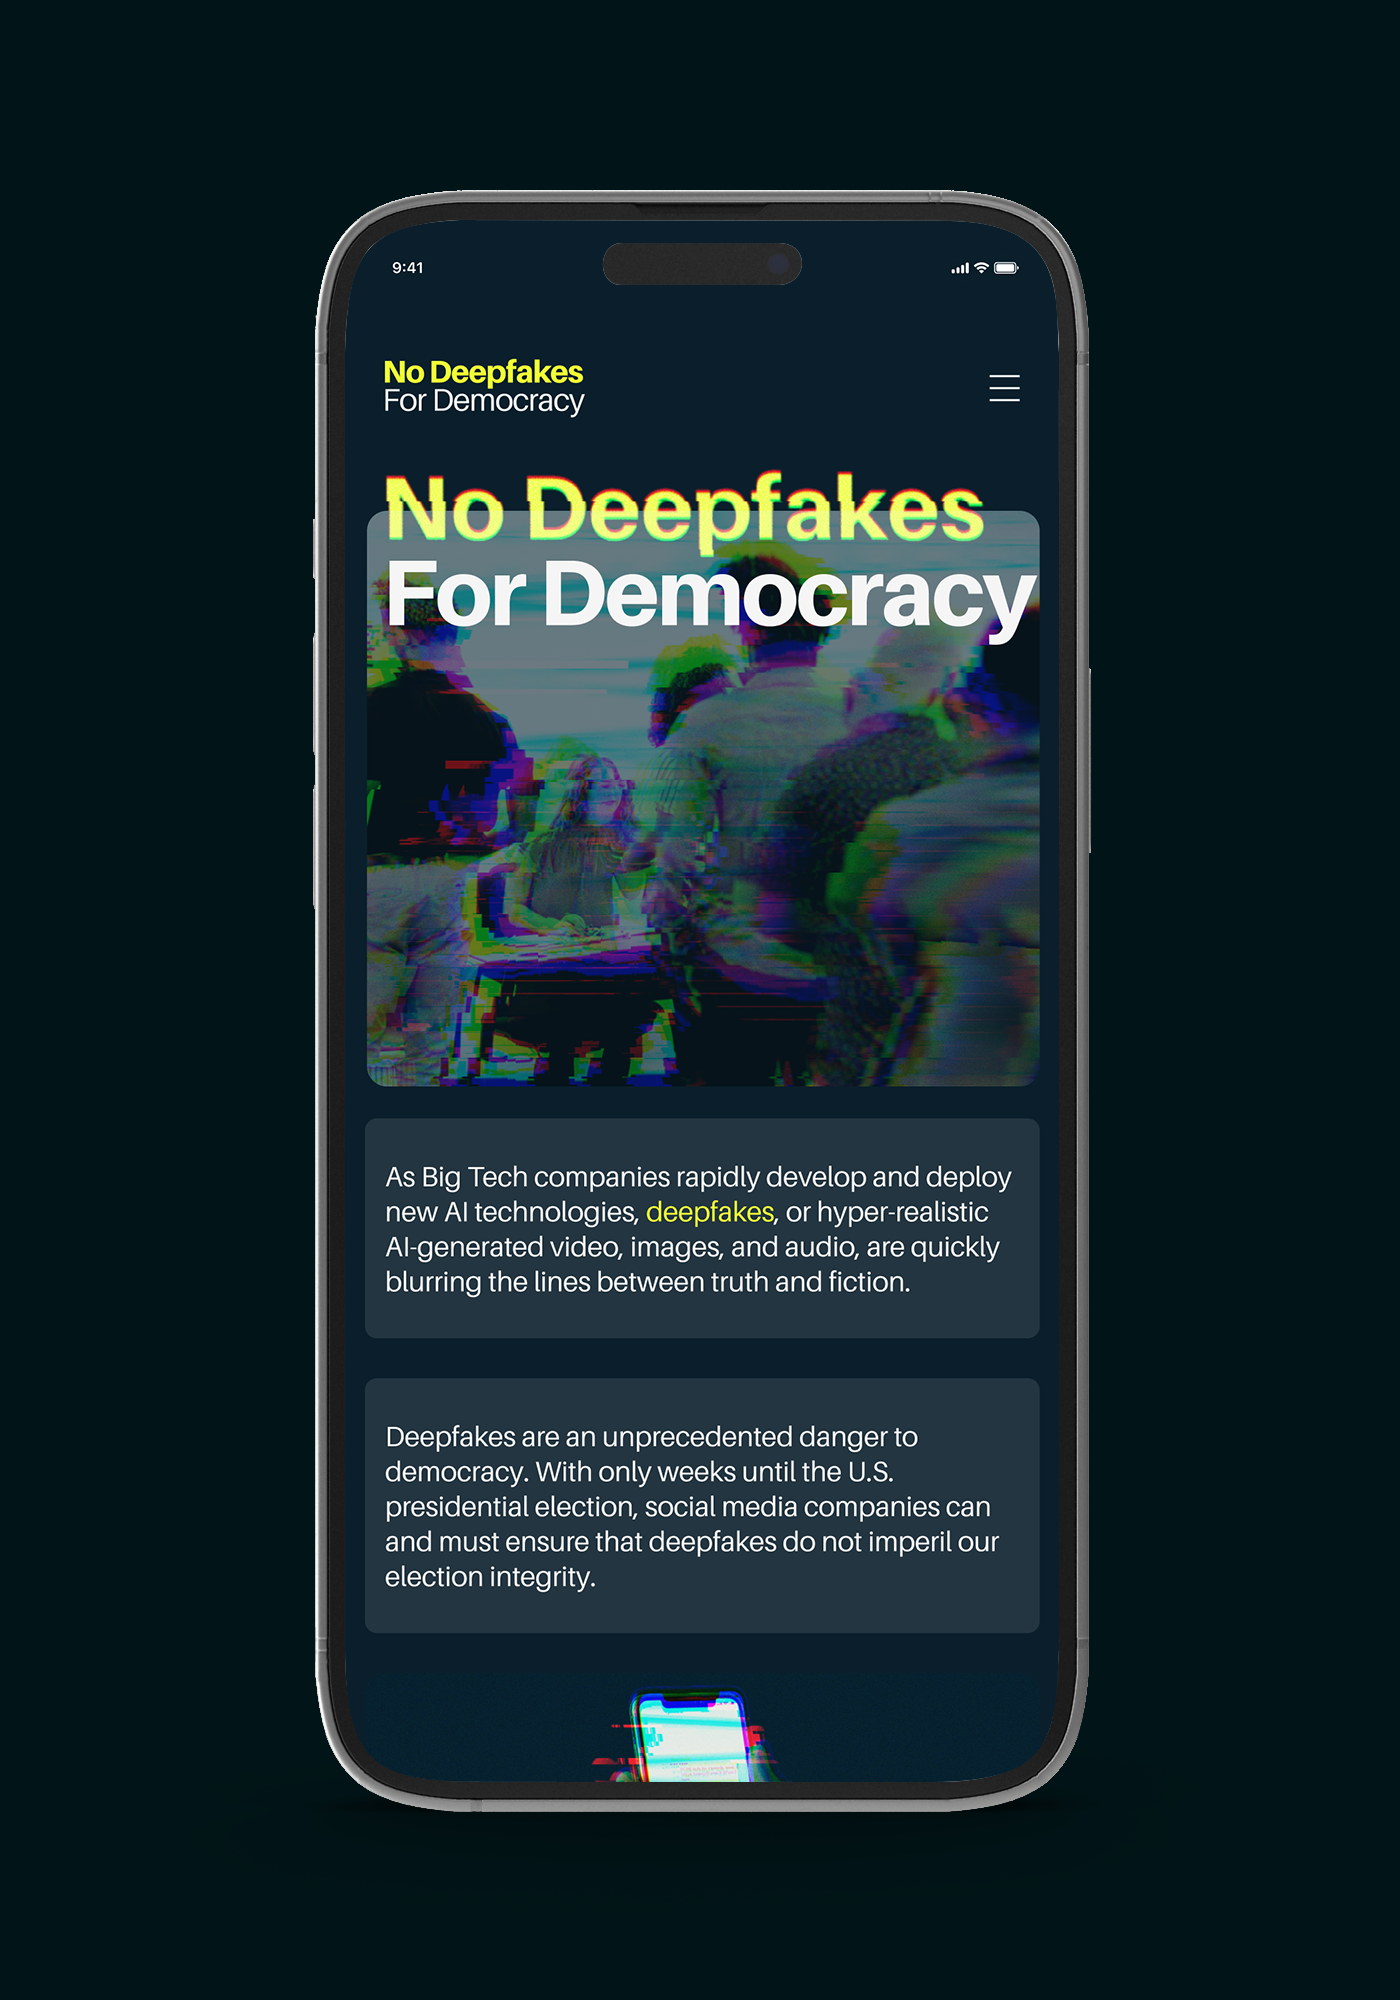 9:41
No Deepfakes
For Democracy
No Deepfakes
For Democracy
As Big Tech companies rapidly develop and deploy
new AI technologies, deepfakes, or hyper-realistic
AI-generated video, images, and audio, are quickly
blurring the lines between truth and fiction.
Deepfakes are an unprecedented danger to
democracy. With only weeks until the U.S.
presidential election, social media companies can
and must ensure that deepfakes do not imperil our
election integrity.